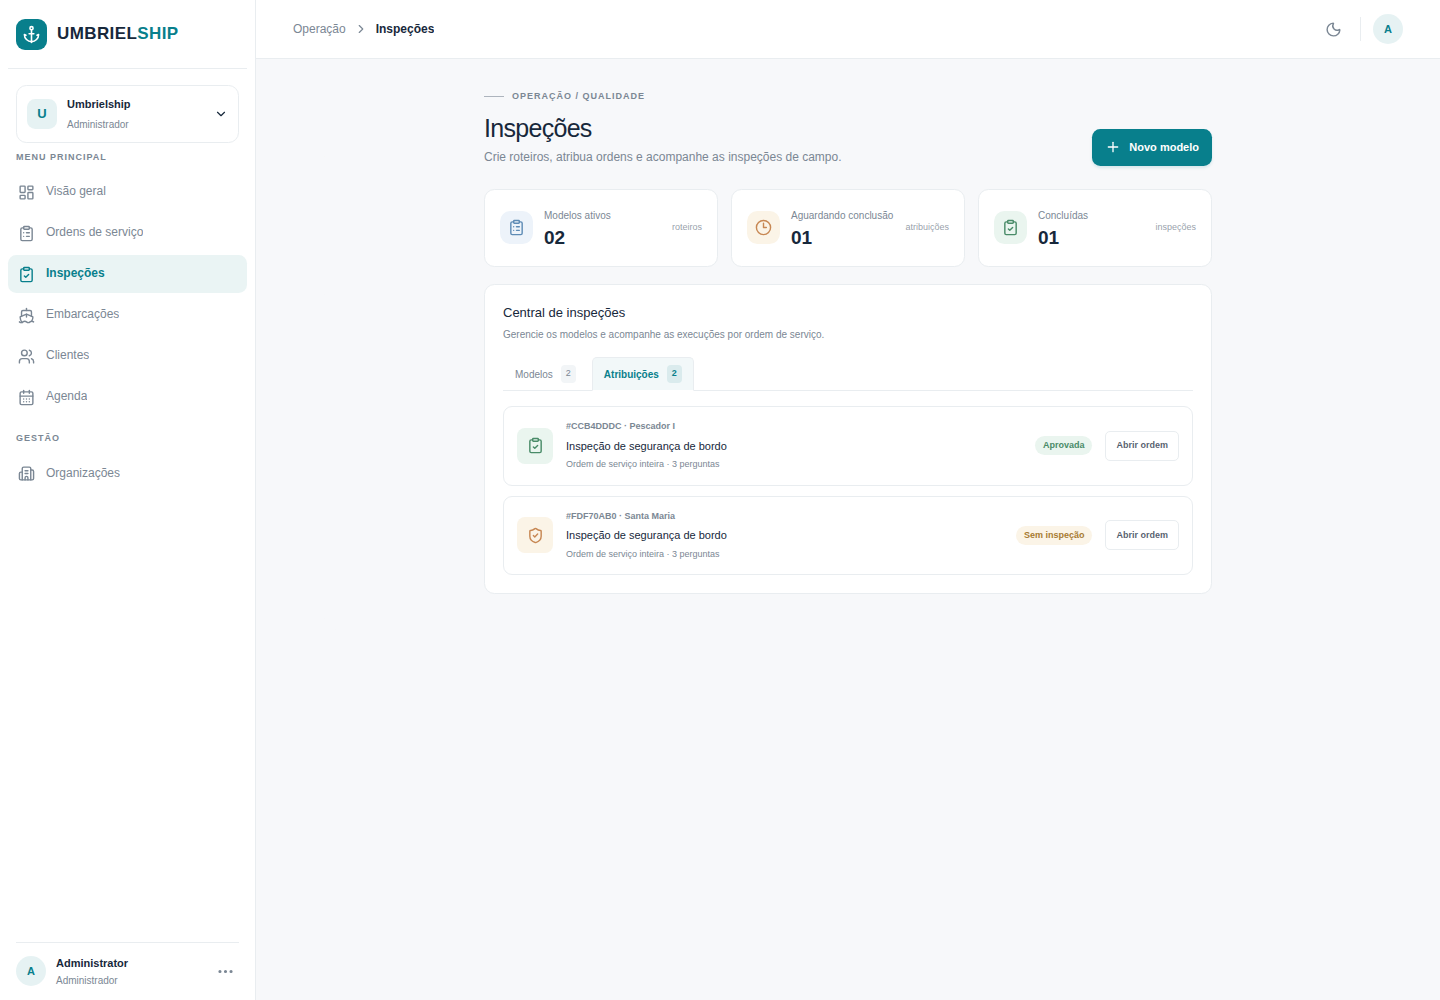 UMBRIELSHIP
U
Umbrielship
Administrador
MENU PRINCIPAL
Visão geral
Ordens de serviço
Inspeções
Embarcações
Clientes
Agenda
GESTÃO
Organizações
A
Administrator
Administrador
Operação
Inspeções
A
OPERAÇÃO / QUALIDADE
Inspeções
Crie roteiros, atribua ordens e acompanhe as inspeções de campo.
Novo modelo
Modelos ativos
02
roteiros
Aguardando conclusão
01
atribuições
Concluídas
01
inspeções
Central de inspeções
Gerencie os modelos e acompanhe as execuções por ordem de serviço.
Modelos 2
Atribuições 2
#CCB4DDDC · Pescador I
Inspeção de segurança de bordo
Ordem de serviço inteira · 3 perguntas
Aprovada
Abrir ordem
#FDF70AB0 · Santa Maria
Inspeção de segurança de bordo
Ordem de serviço inteira · 3 perguntas
Sem inspeção
Abrir ordem